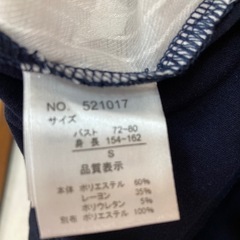 NO. 521017
サイズ
バスト 72-80
身長 154-162
S
品質表示
本体 ポリエステル 60%
レーヨン 25%
ポリウレタン 5%
別布 ポリエステル 100%